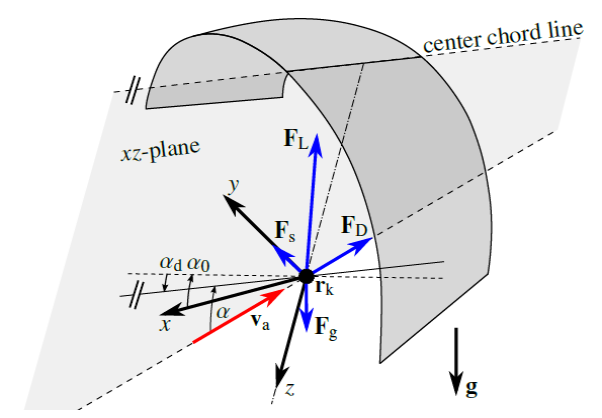 center chord line
xz-plane
F_L
y
F_s
F_D
α_d α_0
r_k
x
α
v_a
F_g
z
g